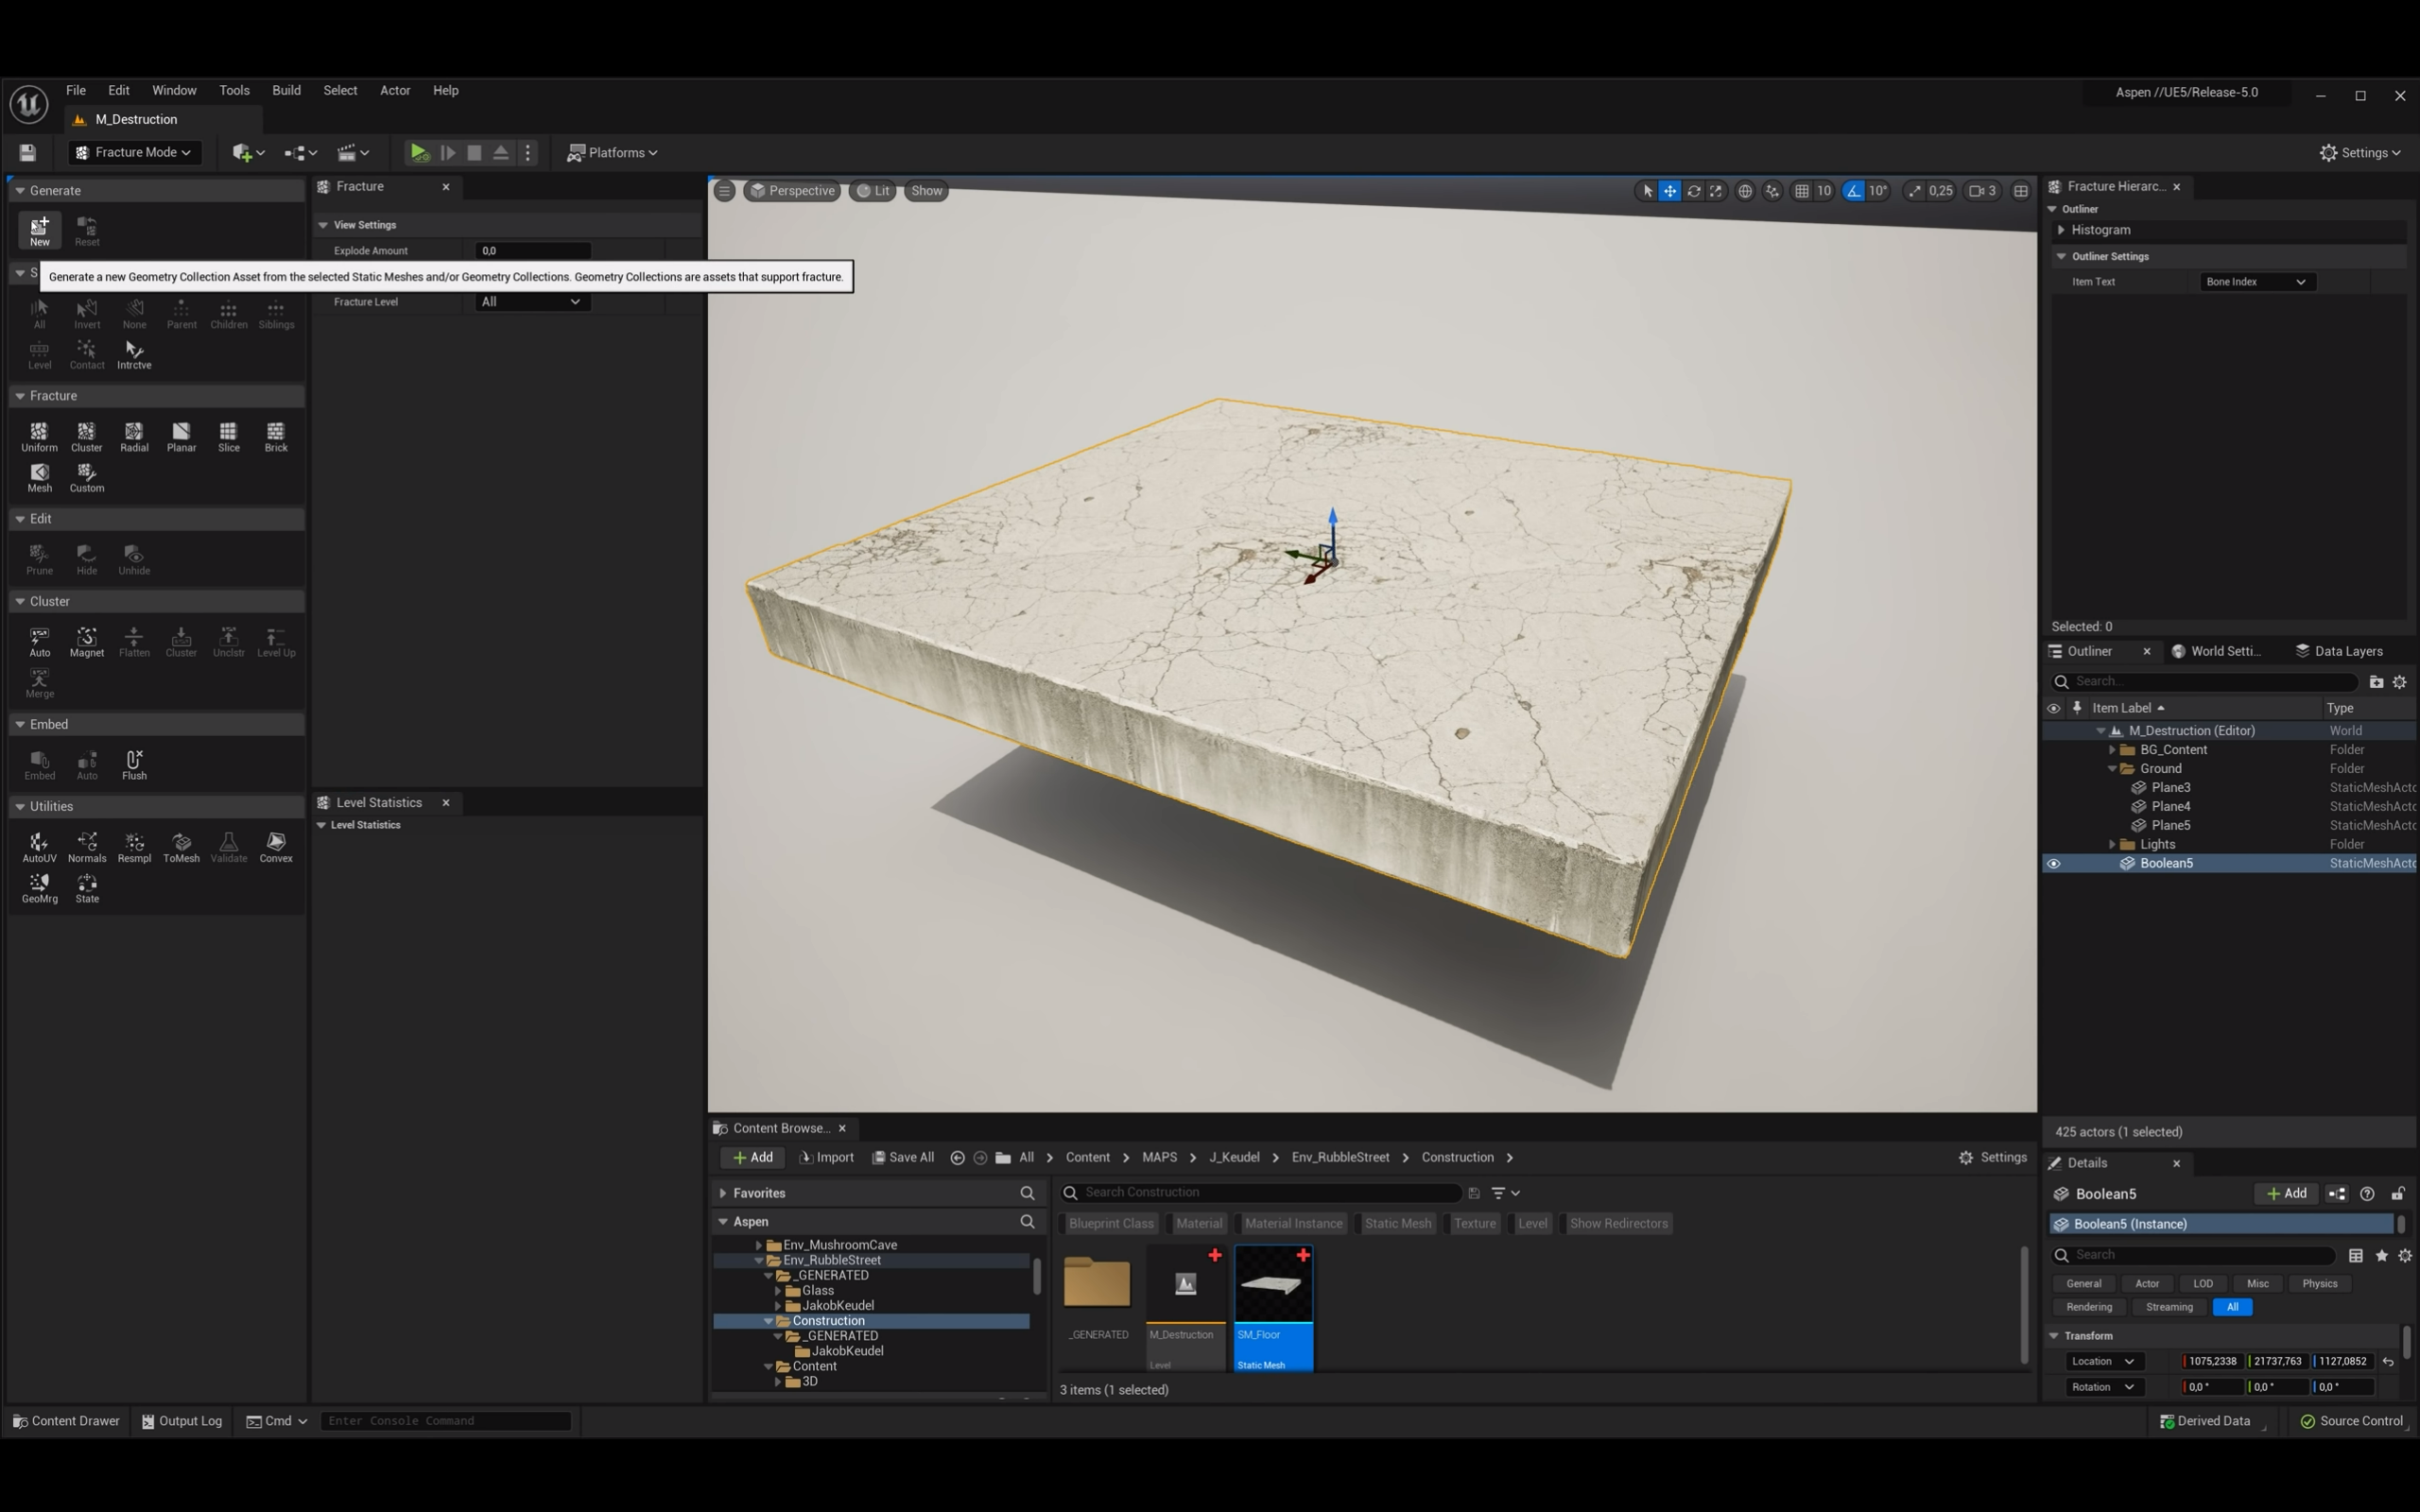 File Edit Window Tools Build Select Actor Help
Aspen //UE5/Release-5.0
M_Destruction
Fracture Mode
Platforms
Settings
Generate
New Reset
Generate a new Geometry Collection Asset from the selected Static Meshes and/or Geometry Collections. Geometry Collections are assets that support fracture.
S
All Invert None Parent Children Siblings
Level Contact Intrctve
Fracture
Uniform Cluster Radial Planar Slice Brick
Mesh Custom
Edit
Prune Hide Unhide
Cluster
Auto Magnet Flatten Cluster Unclstr Level Up
Merge
Embed
Embed Auto Flush
Utilities
AutoUV Normals Resmpl ToMesh Validate Convex
GeoMrg State
Fracture
View Settings
Explode Amount 0,0
Fracture Level All
Level Statistics
Level Statistics
Perspective Lit Show
10 10° 0,25 3
Fracture Hierarc...
Outliner
Histogram
Outliner Settings
Item Text Bone Index
Selected: 0
Outliner World Setti... Data Layers
Search...
Item Label Type
M_Destruction (Editor) World
BG_Content Folder
Ground Folder
Plane3 StaticMeshActo
Plane4 StaticMeshActo
Plane5 StaticMeshActo
Lights Folder
Boolean5 StaticMeshActo
425 actors (1 selected)
Details
Boolean5 Add
Boolean5 (Instance)
Search
General Actor LOD Misc Physics
Rendering Streaming All
Transform
Location 1075,2338 21737,763 1127,0852
Rotation 0,0 ° 0,0 ° 0,0 °
Content Browse...
Add Import Save All All Content MAPS J_Keudel Env_RubbleStreet Construction Settings
Favorites
Aspen
Env_MushroomCave
Env_RubbleStreet
_GENERATED
Glass
JakobKeudel
Construction
_GENERATED
JakobKeudel
Content
3D
Search Construction
Blueprint Class Material Material Instance Static Mesh Texture Level Show Redirectors
_GENERATED M_Destruction SM_Floor
Level Static Mesh
3 items (1 selected)
Content Drawer Output Log Cmd Enter Console Command
Derived Data Source Control